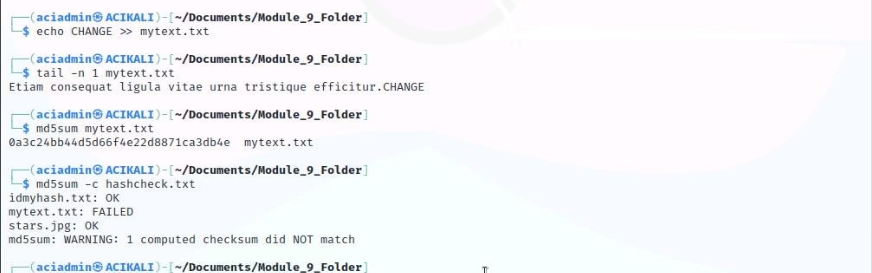 ┌──(aciadmin㉿ACIKALI)-[~/Documents/Module_9_Folder]
└─$ echo CHANGE >> mytext.txt
┌──(aciadmin㉿ACIKALI)-[~/Documents/Module_9_Folder]
└─$ tail -n 1 mytext.txt
Etiam consequat ligula vitae urna tristique efficitur.CHANGE
┌──(aciadmin㉿ACIKALI)-[~/Documents/Module_9_Folder]
└─$ md5sum mytext.txt
0a3c24bb44d5d66f4e22d8871ca3db4e  mytext.txt
┌──(aciadmin㉿ACIKALI)-[~/Documents/Module_9_Folder]
└─$ md5sum -c hashcheck.txt
idmyhash.txt: OK
mytext.txt: FAILED
stars.jpg: OK
md5sum: WARNING: 1 computed checksum did NOT match
┌──(aciadmin㉿ACIKALI)-[~/Documents/Module_9_Folder]